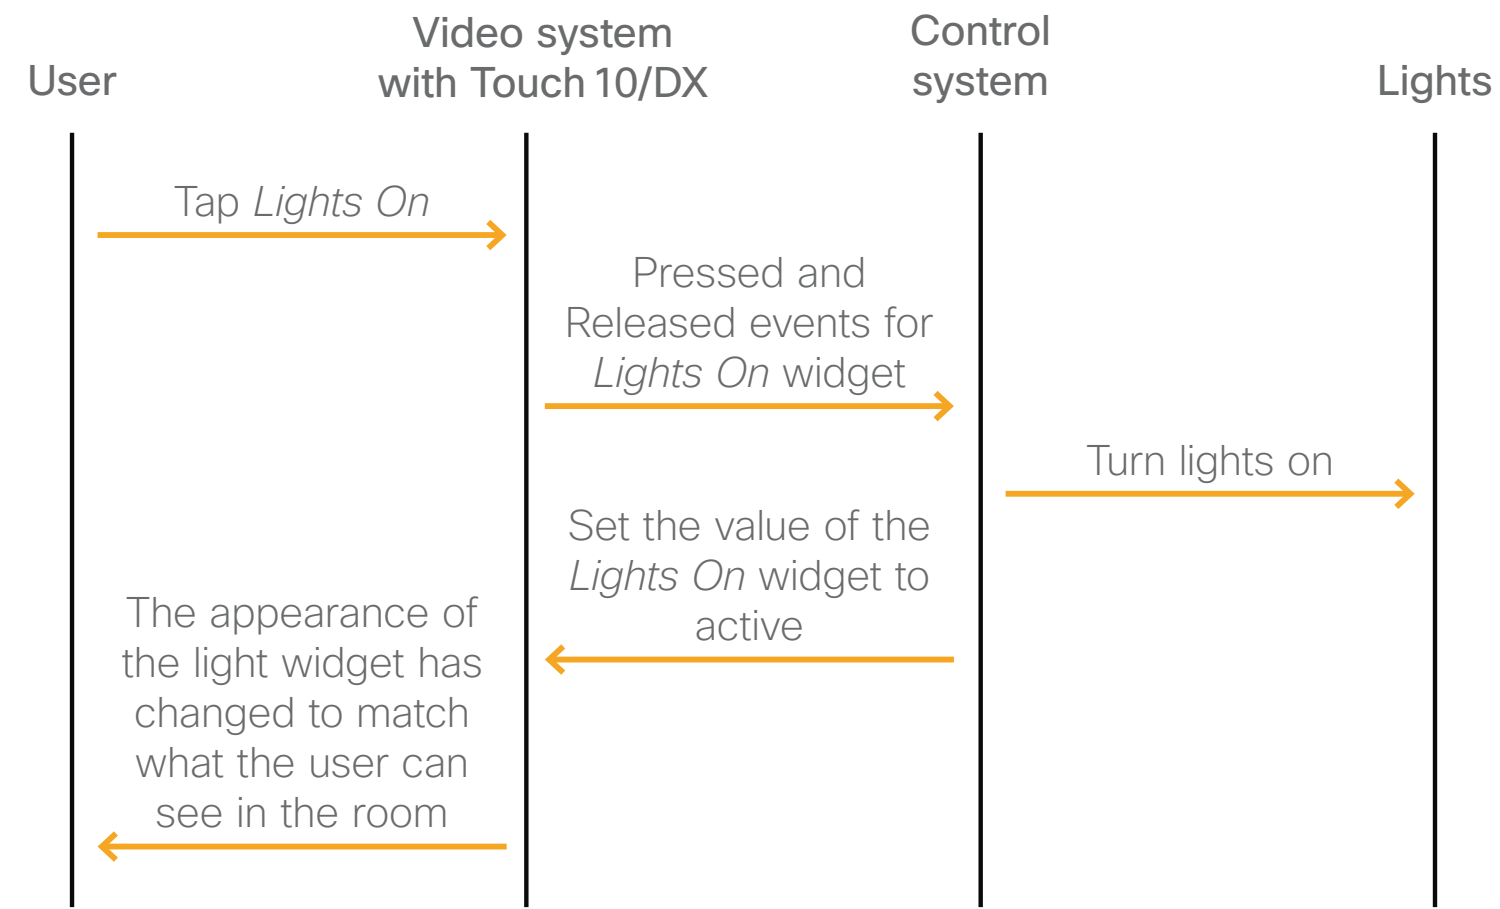 User
Video system
with Touch 10/DX
Control
system
Lights
Tap Lights On
Pressed and
Released events for
Lights On widget
Turn lights on
Set the value of the
Lights On widget to
active
The appearance of
the light widget has
changed to match
what the user can
see in the room